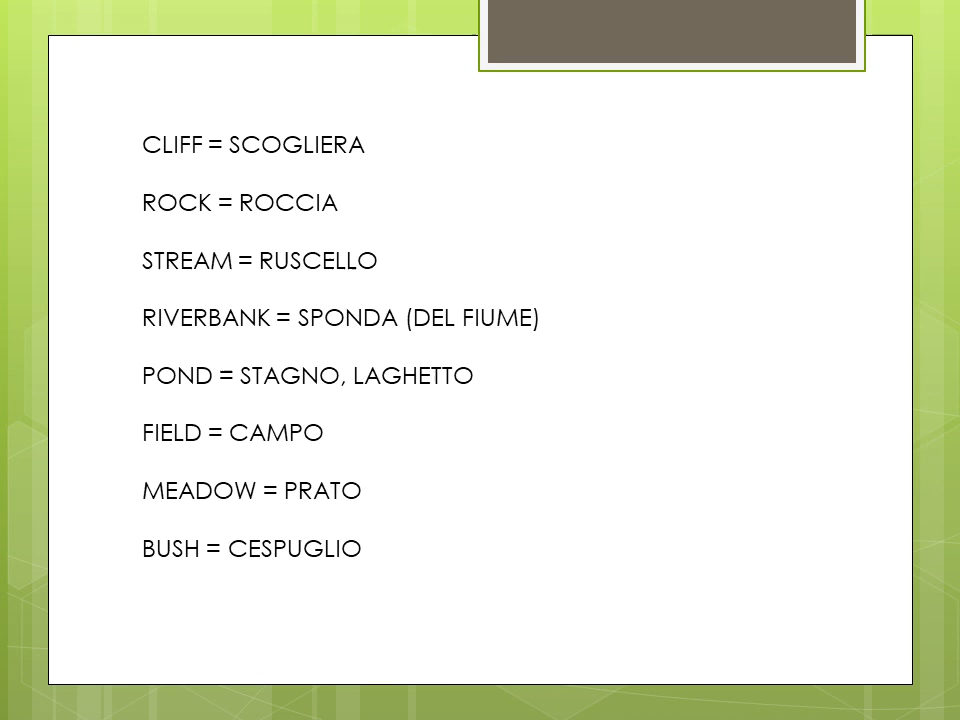 CLIFF = SCOGLIERA
ROCK = ROCCIA
STREAM = RUSCELLO
RIVERBANK = SPONDA (DEL FIUME)
POND = STAGNO, LAGHETTO
FIELD = CAMPO
MEADOW = PRATO
BUSH = CESPUGLIO